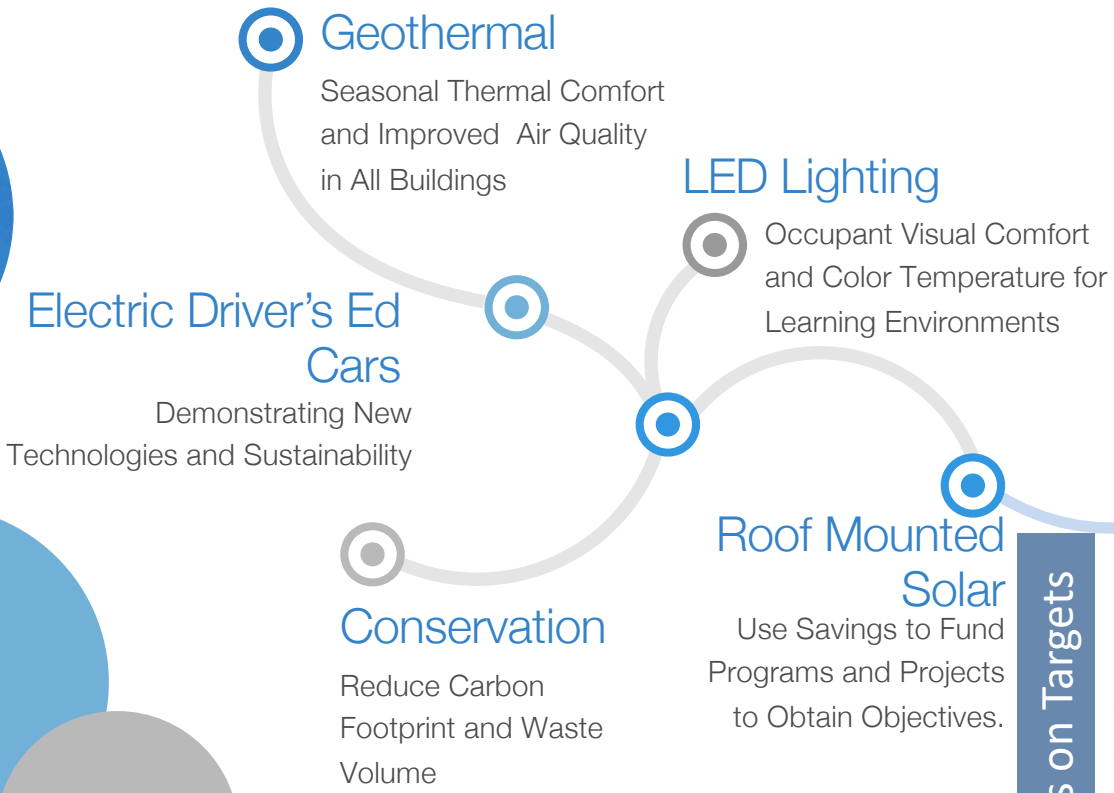 Geothermal
Seasonal Thermal Comfort
and Improved Air Quality
in All Buildings
LED Lighting
Occupant Visual Comfort
and Color Temperature for
Learning Environments
Electric Driver’s Ed
Cars
Demonstrating New
Technologies and Sustainability
Roof Mounted
Solar
Use Savings to Fund
Programs and Projects
to Obtain Objectives.
Conservation
Reduce Carbon
Footprint and Waste
Volume
on Targets